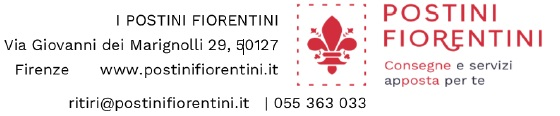 I POSTINI FIORENTINI
Via Giovanni dei Marignolli 29, 50127
Firenze www.postinifiorentini.it
ritiri@postinifiorentini.it | 055 363 033
POSTINI
FIORENTINI
Consegne e servizi
apposta per te